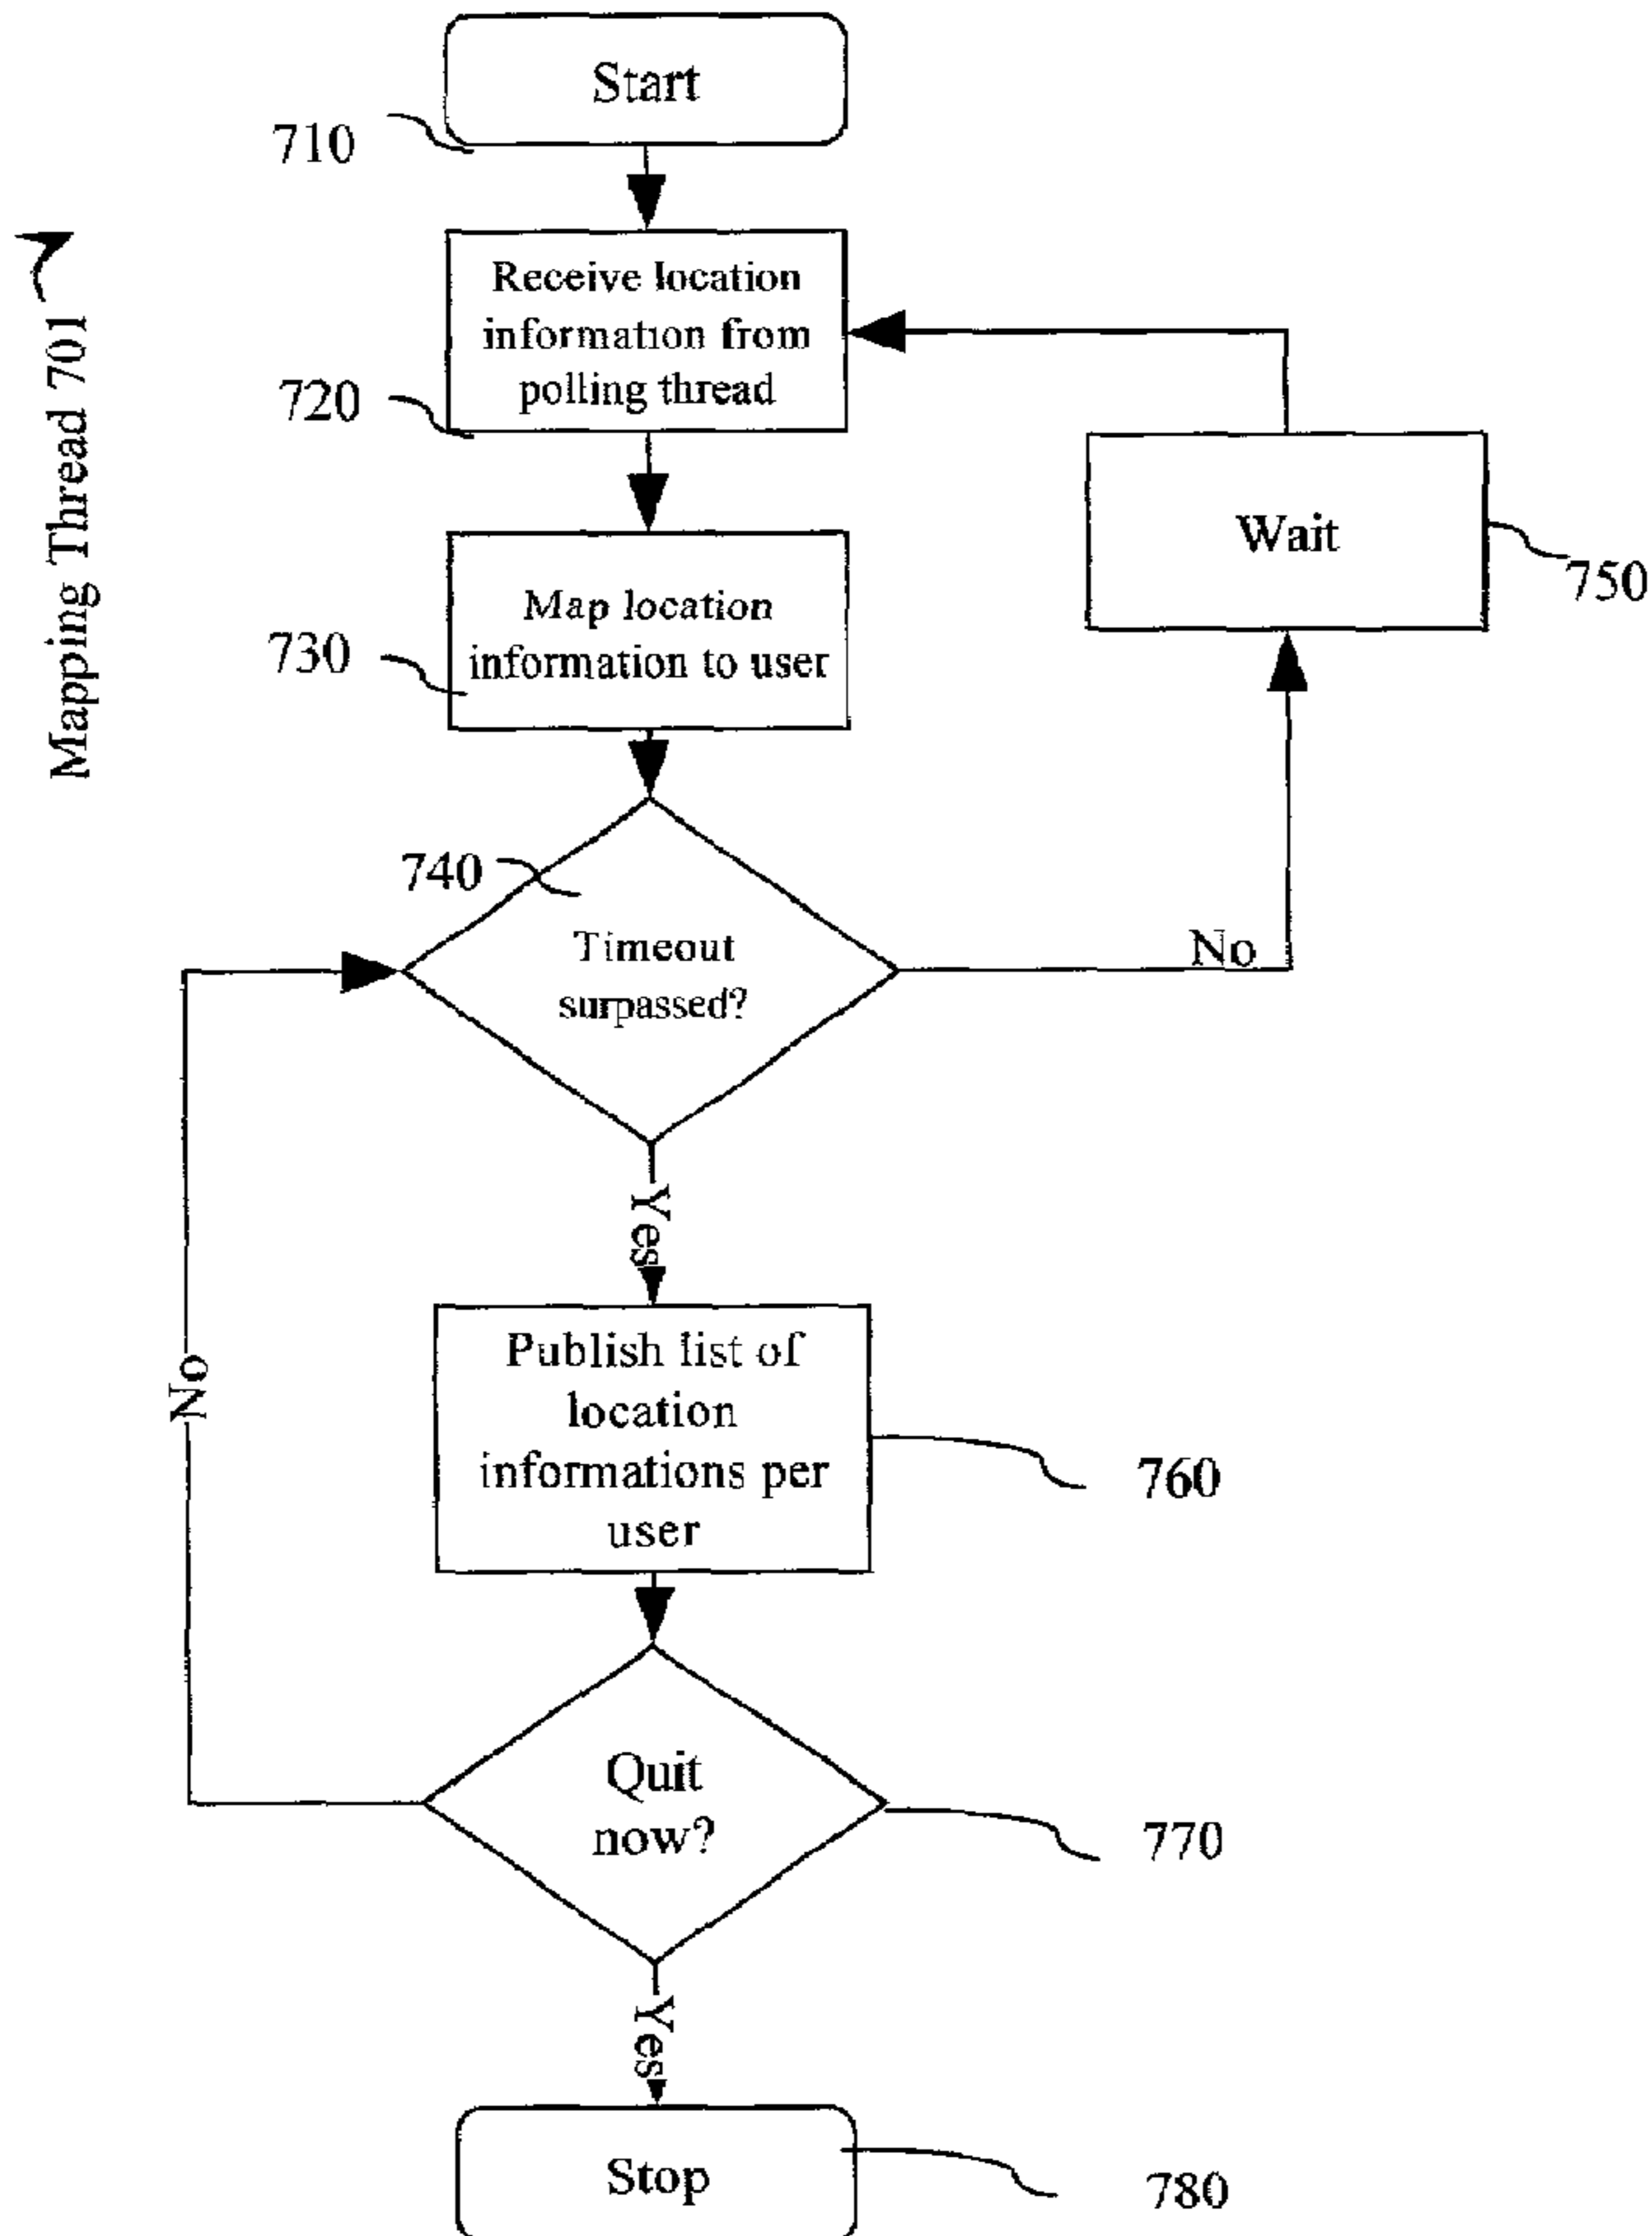 Start
710
Mapping Thread 701
Receive location
information from
polling thread
720
Wait
750
Map location
information to user
730
740
Timeout
surpassed?
No
Yes
Publish list of
location
informations per
user
760
No
Quit
now?
770
Yes
Stop
780